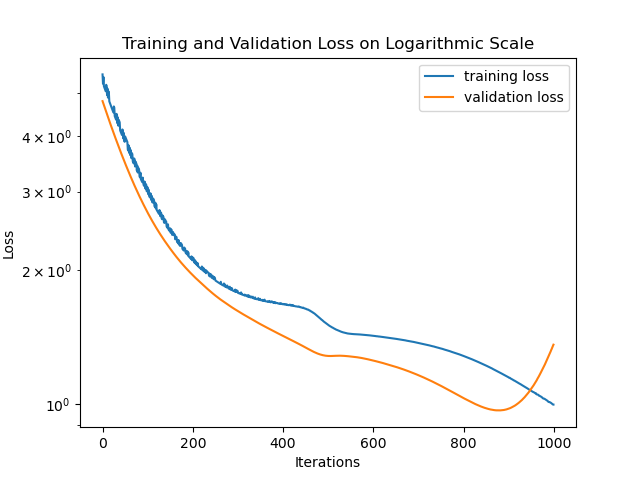 Training and Validation Loss on Logarithmic Scale
training loss
validation loss
Loss
4 × 10⁰
3 × 10⁰
2 × 10⁰
10⁰
0 200 400 600 800 1000
Iterations